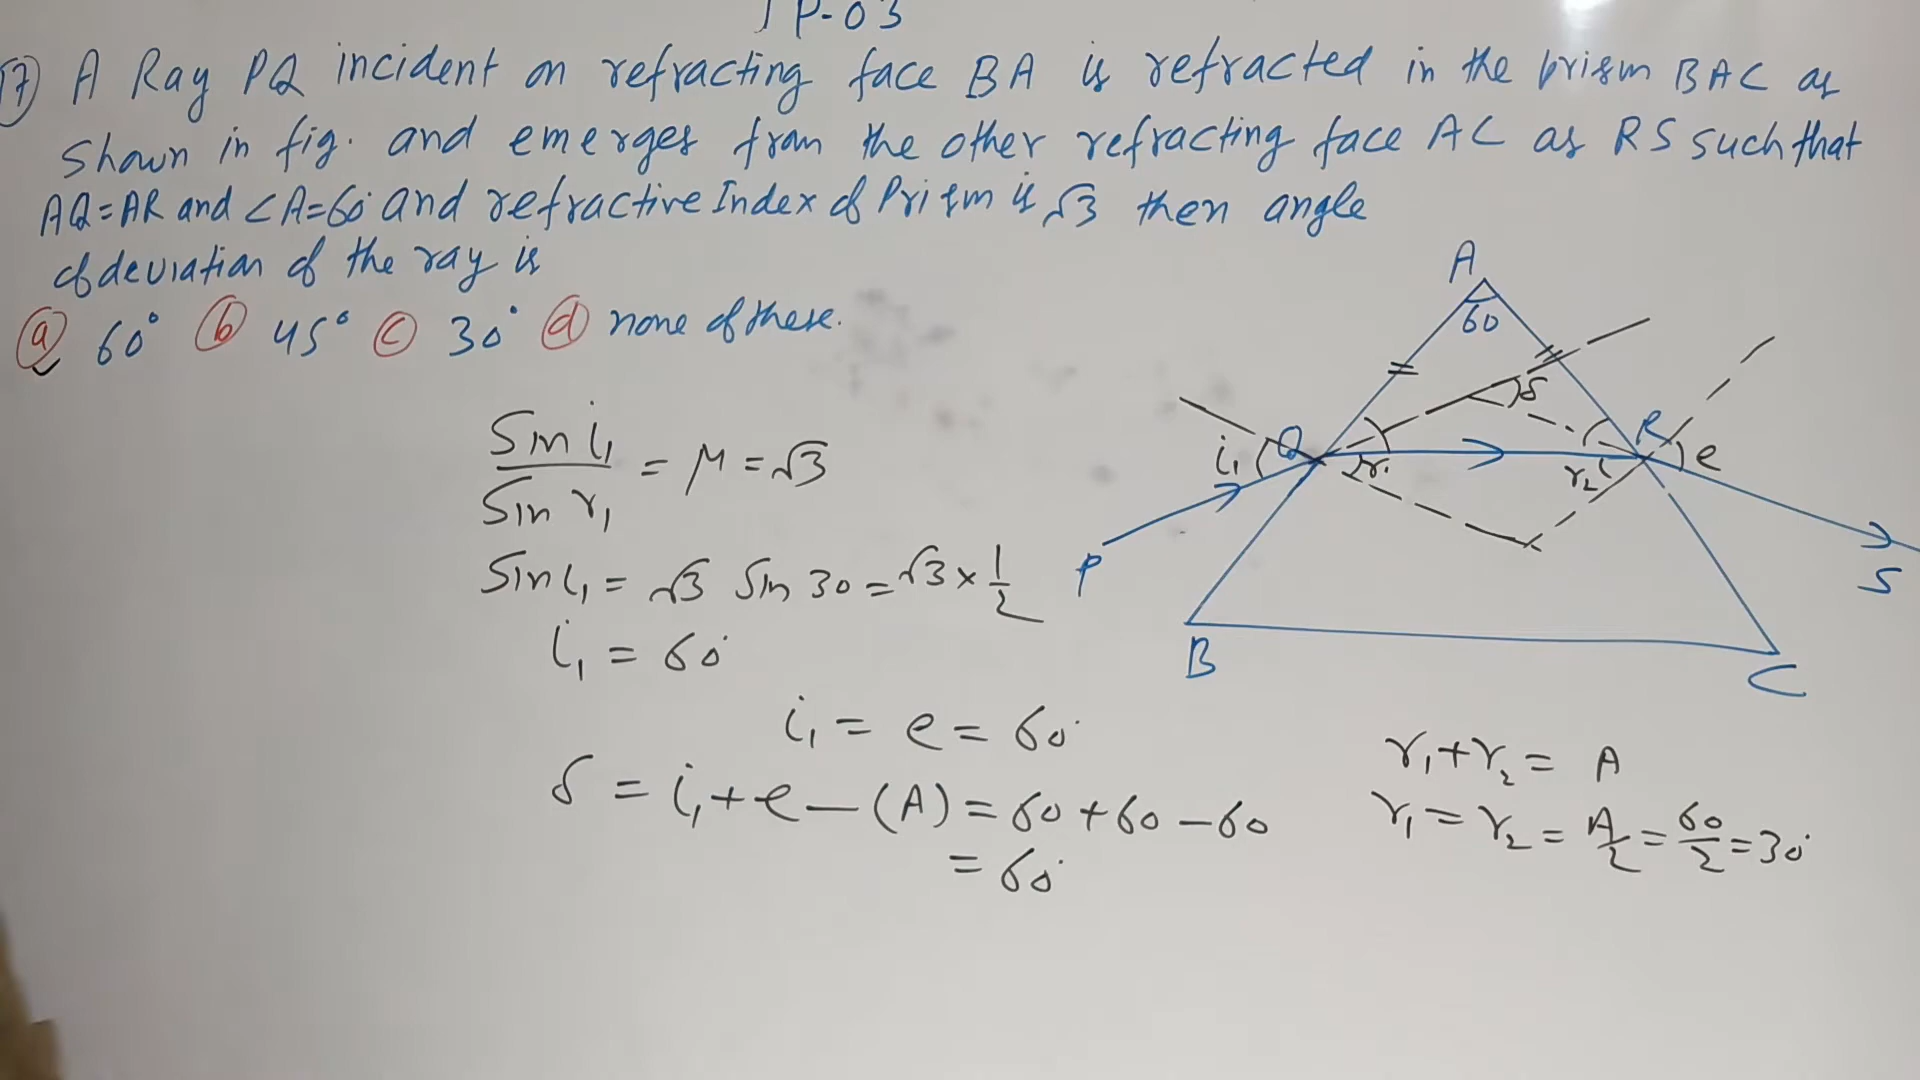 JP-03
17) A Ray PQ incident on refracting face BA is refracted in the prism BAC as
shown in fig. and emerges from the other refracting face AC as RS such that
AQ=AR and <A=60° and refractive Index of Prism is √3 then angle
of deviation of the ray is
(a) 60° (b) 45° (c) 30° (d) none of these.
A
60
δ
i₁ Q r₁ r₂ R e
P
S
B
C
Sin i₁ / Sin r₁ = μ = √3
Sin i₁ = √3 Sin 30 = √3 × 1/2
i₁ = 60°
i₁ = e = 60°
δ = i₁ + e – (A) = 60 + 60 – 60
= 60°
r₁ + r₂ = A
r₁ = r₂ = A/2 = 60/2 = 30°